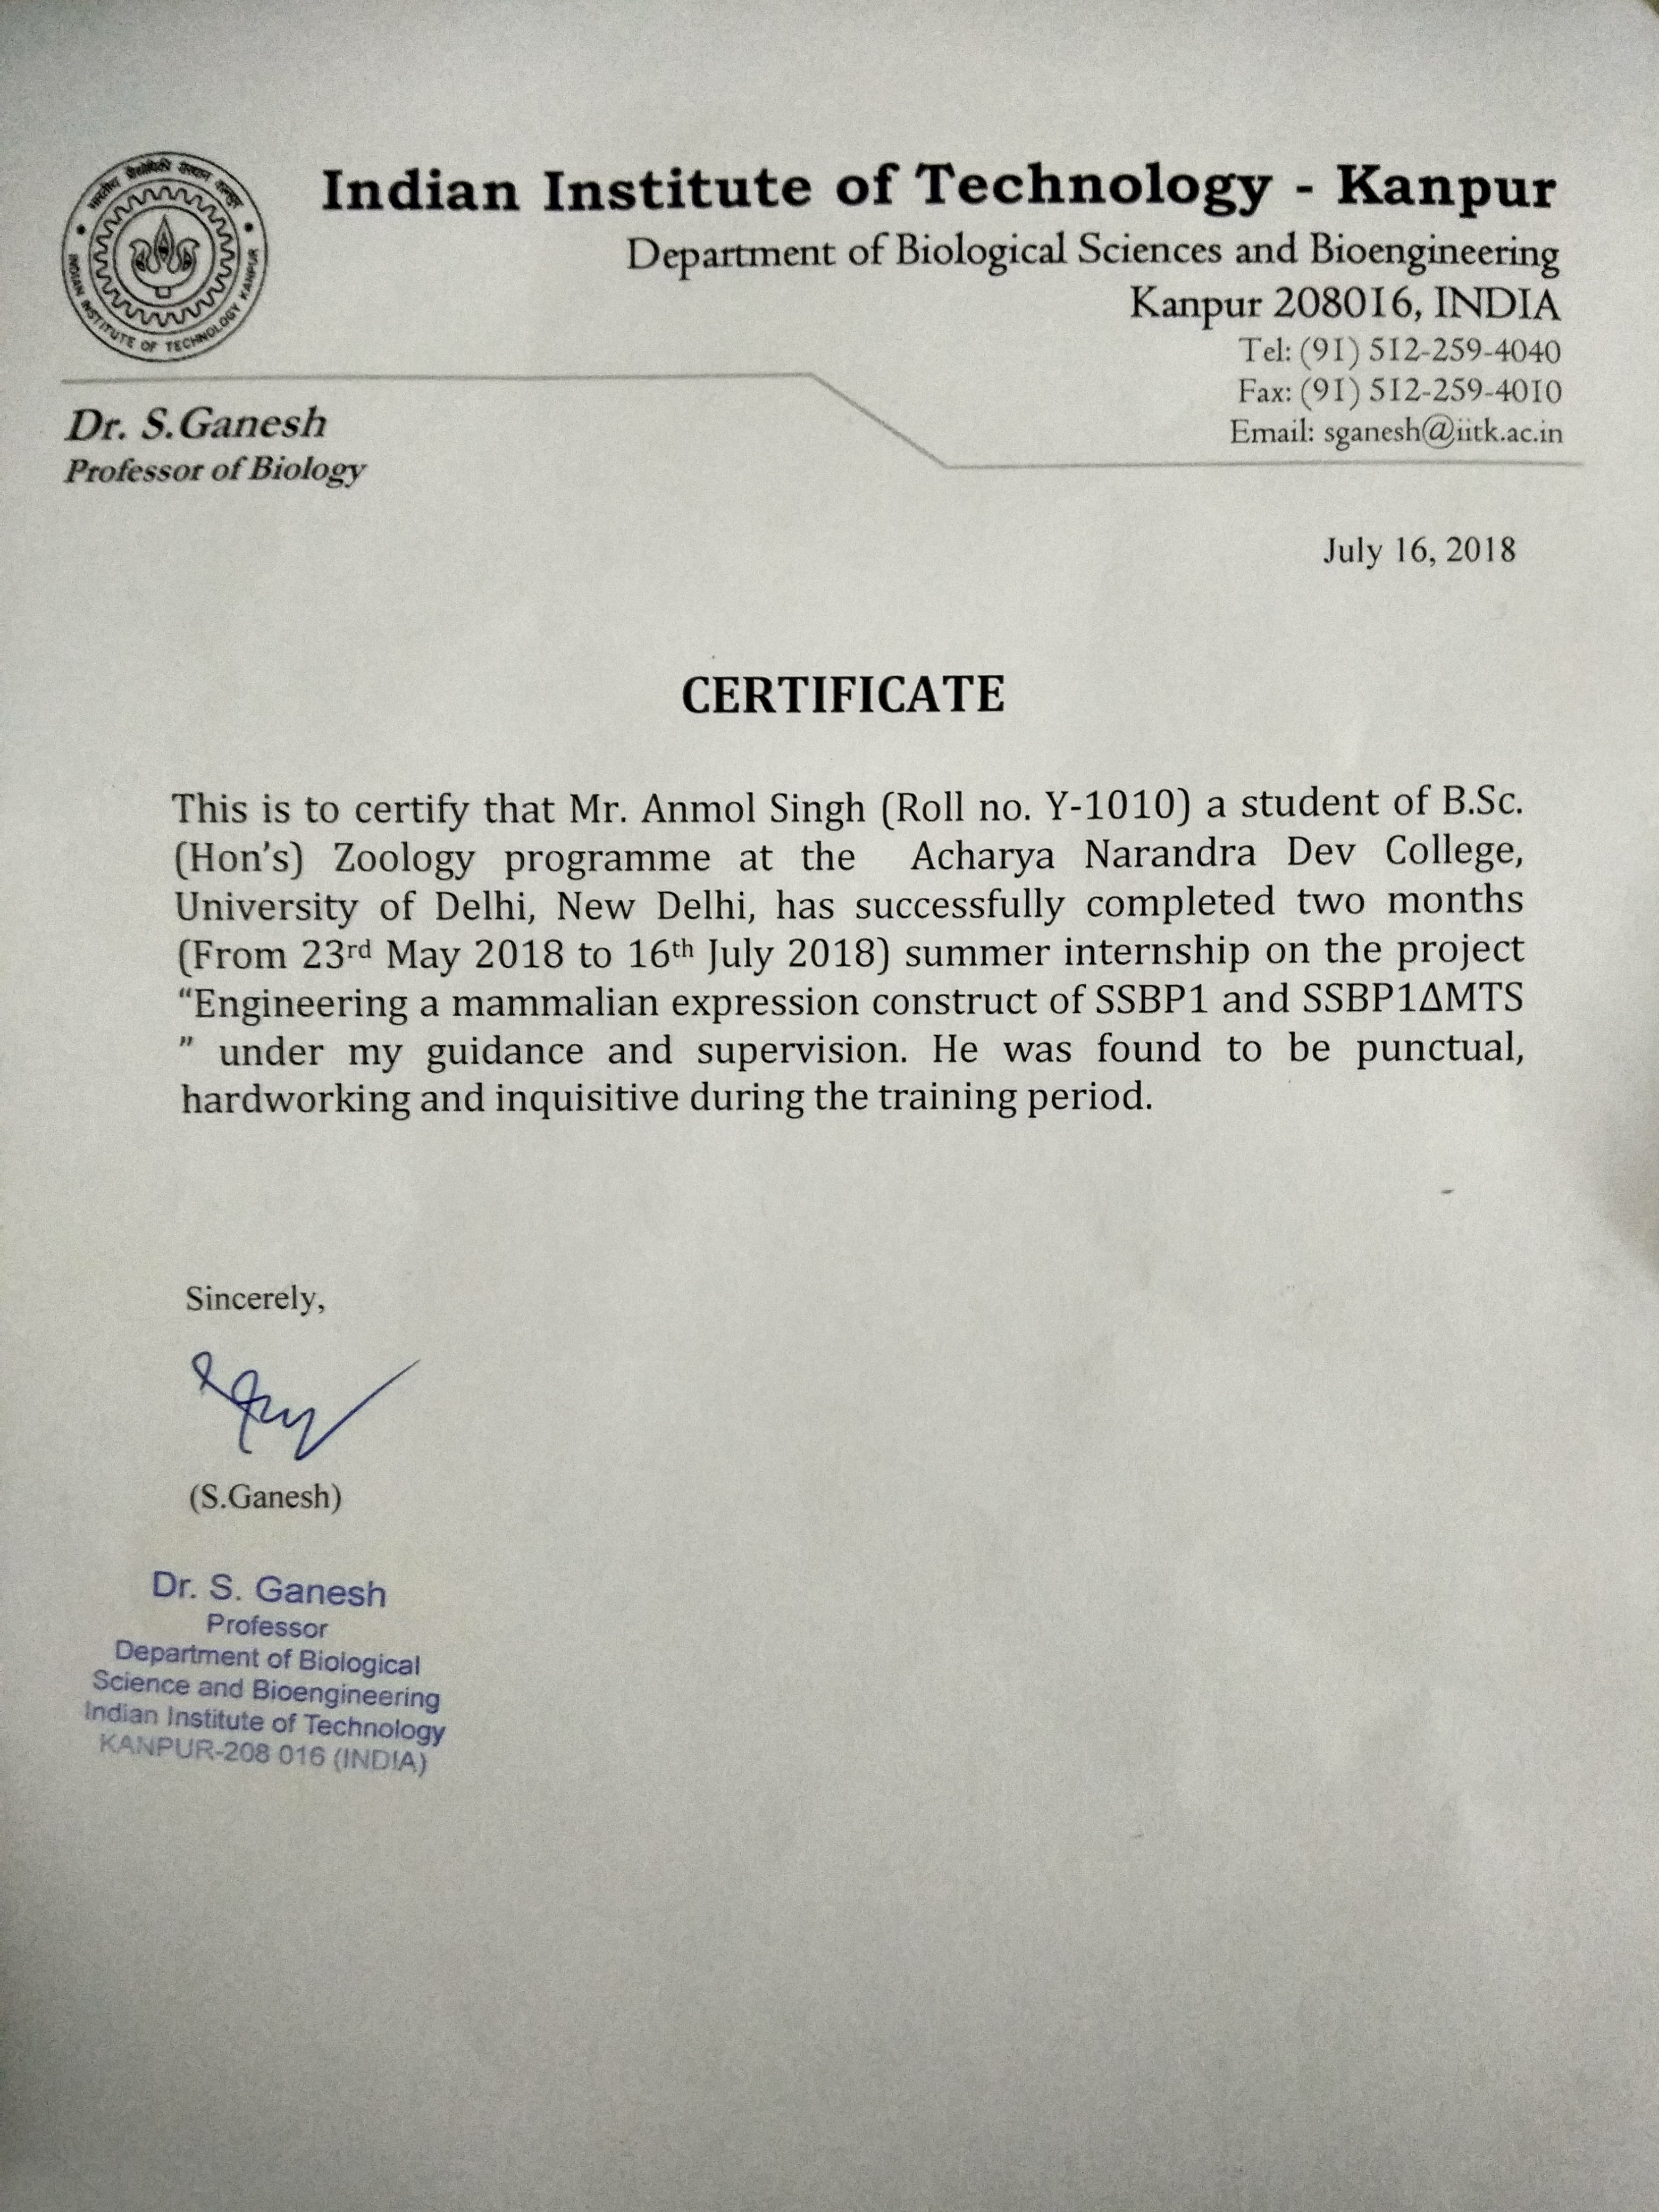 भारतीय प्रौद्योगिकी संस्थान कानपुर
INDIAN INSTITUTE OF TECHNOLOGY KANPUR
Indian Institute of Technology - Kanpur
Department of Biological Sciences and Bioengineering
Kanpur 208016, INDIA
Tel: (91) 512-259-4040
Fax: (91) 512-259-4010
Email: sganesh@iitk.ac.in
Dr. S.Ganesh
Professor of Biology
July 16, 2018
CERTIFICATE
This is to certify that Mr. Anmol Singh (Roll no. Y-1010) a student of B.Sc.
(Hon's) Zoology programme at the Acharya Narandra Dev College,
University of Delhi, New Delhi, has successfully completed two months
(From 23rd May 2018 to 16th July 2018) summer internship on the project
“Engineering a mammalian expression construct of SSBP1 and SSBP1ΔMTS
” under my guidance and supervision. He was found to be punctual,
hardworking and inquisitive during the training period.
Sincerely,
(S.Ganesh)
Dr. S. Ganesh
Professor
Department of Biological
Science and Bioengineering
Indian Institute of Technology
KANPUR-208 016 (INDIA)